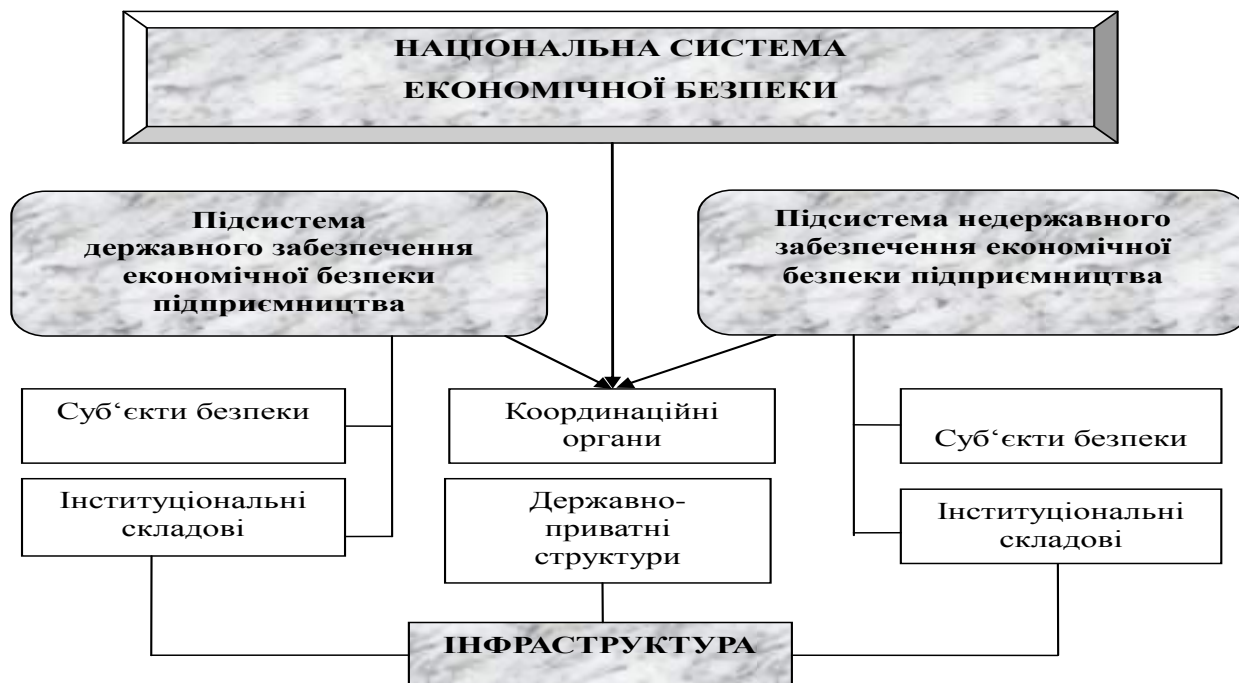 НАЦІОНАЛЬНА СИСТЕМА
ЕКОНОМІЧНОЇ БЕЗПЕКИ
Підсистема
державного забезпечення
економічної безпеки
підприємництва
Підсистема недержавного
забезпечення економічної
безпеки підприємництва
Суб‘єкти безпеки
Координаційні
органи
Суб‘єкти безпеки
Інституціональні
складові
Державно-
приватні
структури
Інституціональні
складові
ІНФРАСТРУКТУРА